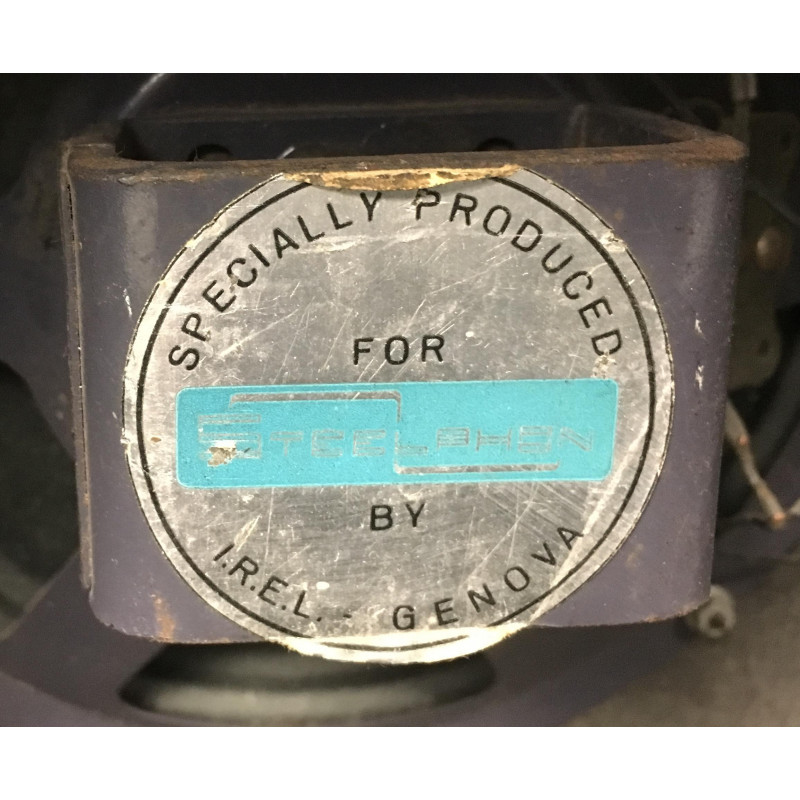 SPECIALLY PRODUCED
FOR
STEELPHON
BY
I.R.E.L. - GENOVA